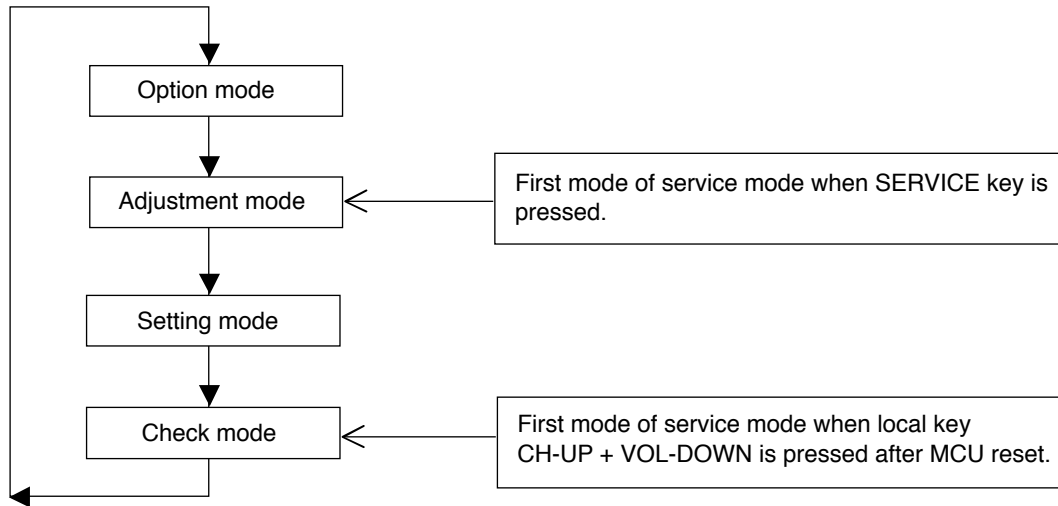 Option mode
Adjustment mode
First mode of service mode when SERVICE key is
pressed.
Setting mode
Check mode
First mode of service mode when local key
CH-UP + VOL-DOWN is pressed after MCU reset.